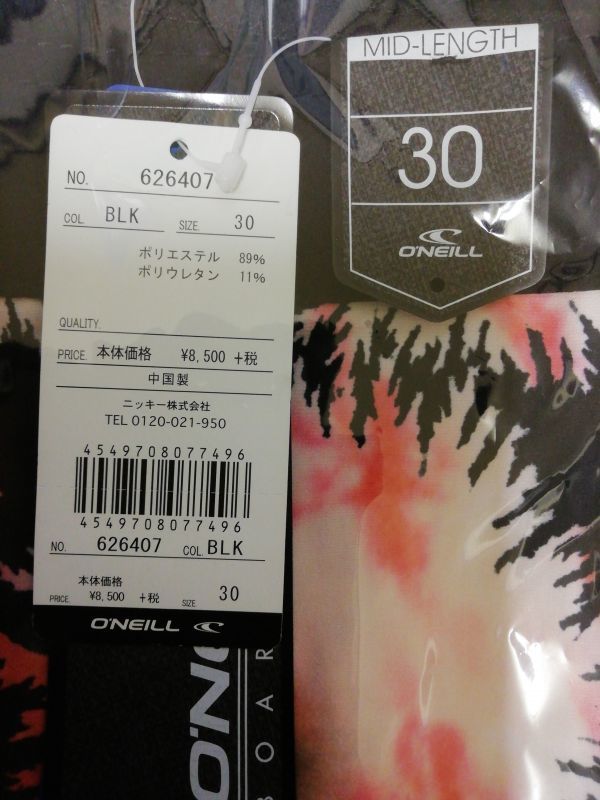 NO. 626407
COL. BLK SIZE. 30
ポリエステル 89%
ポリウレタン 11%
QUALITY.
PRICE. 本体価格 ¥8,500 +税
中国製
ニッキー株式会社
TEL 0120-021-950
4549708077496
4549708077496
NO. 626407 COL. BLK
本体価格
PRICE. ¥8,500 +税 SIZE 30
O'NEILL
MID-LENGTH
30
O'NEILL